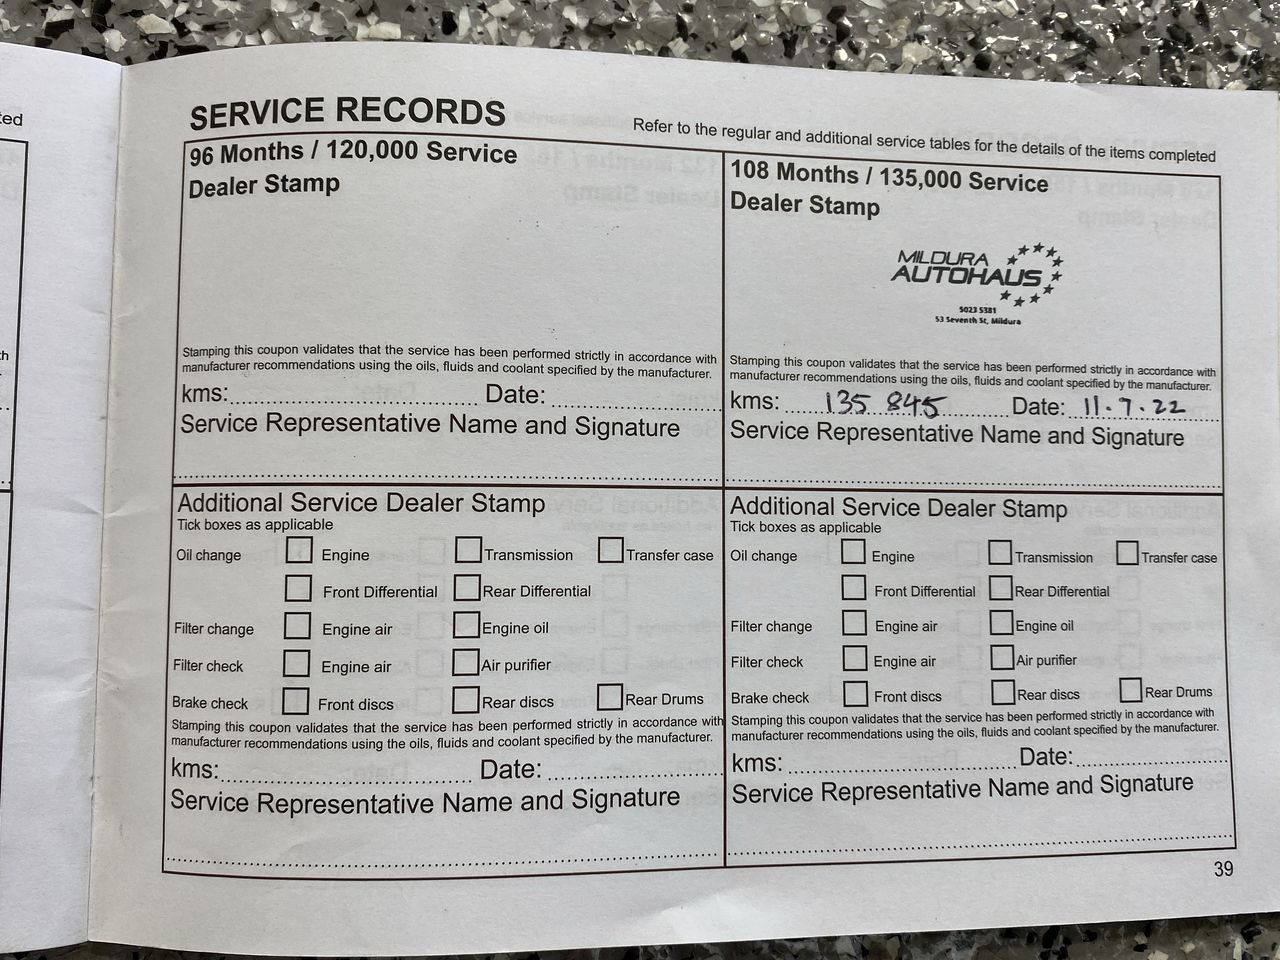 ted
SERVICE RECORDS
Refer to the regular and additional service tables for the details of the items completed
96 Months / 120,000 Service
Dealer Stamp
Stamping this coupon validates that the service has been performed strictly in accordance with
manufacturer recommendations using the oils, fluids and coolant specified by the manufacturer.
kms: Date:
Service Representative Name and Signature
108 Months / 135,000 Service
Dealer Stamp
MILDURA
AUTOHAUS
5023 5381
53 Seventh St, Mildura
Stamping this coupon validates that the service has been performed strictly in accordance with
manufacturer recommendations using the oils, fluids and coolant specified by the manufacturer.
kms: 135 845 Date: 11.7.22
Service Representative Name and Signature
Additional Service Dealer Stamp
Tick boxes as applicable
Oil change Engine Transmission Transfer case
Front Differential Rear Differential
Filter change Engine air Engine oil
Filter check Engine air Air purifier
Brake check Front discs Rear discs Rear Drums
Stamping this coupon validates that the service has been performed strictly in accordance with
manufacturer recommendations using the oils, fluids and coolant specified by the manufacturer.
kms: Date:
Service Representative Name and Signature
Additional Service Dealer Stamp
Tick boxes as applicable
Oil change Engine Transmission Transfer case
Front Differential Rear Differential
Filter change Engine air Engine oil
Filter check Engine air Air purifier
Brake check Front discs Rear discs Rear Drums
Stamping this coupon validates that the service has been performed strictly in accordance with
manufacturer recommendations using the oils, fluids and coolant specified by the manufacturer.
kms: Date:
Service Representative Name and Signature
39